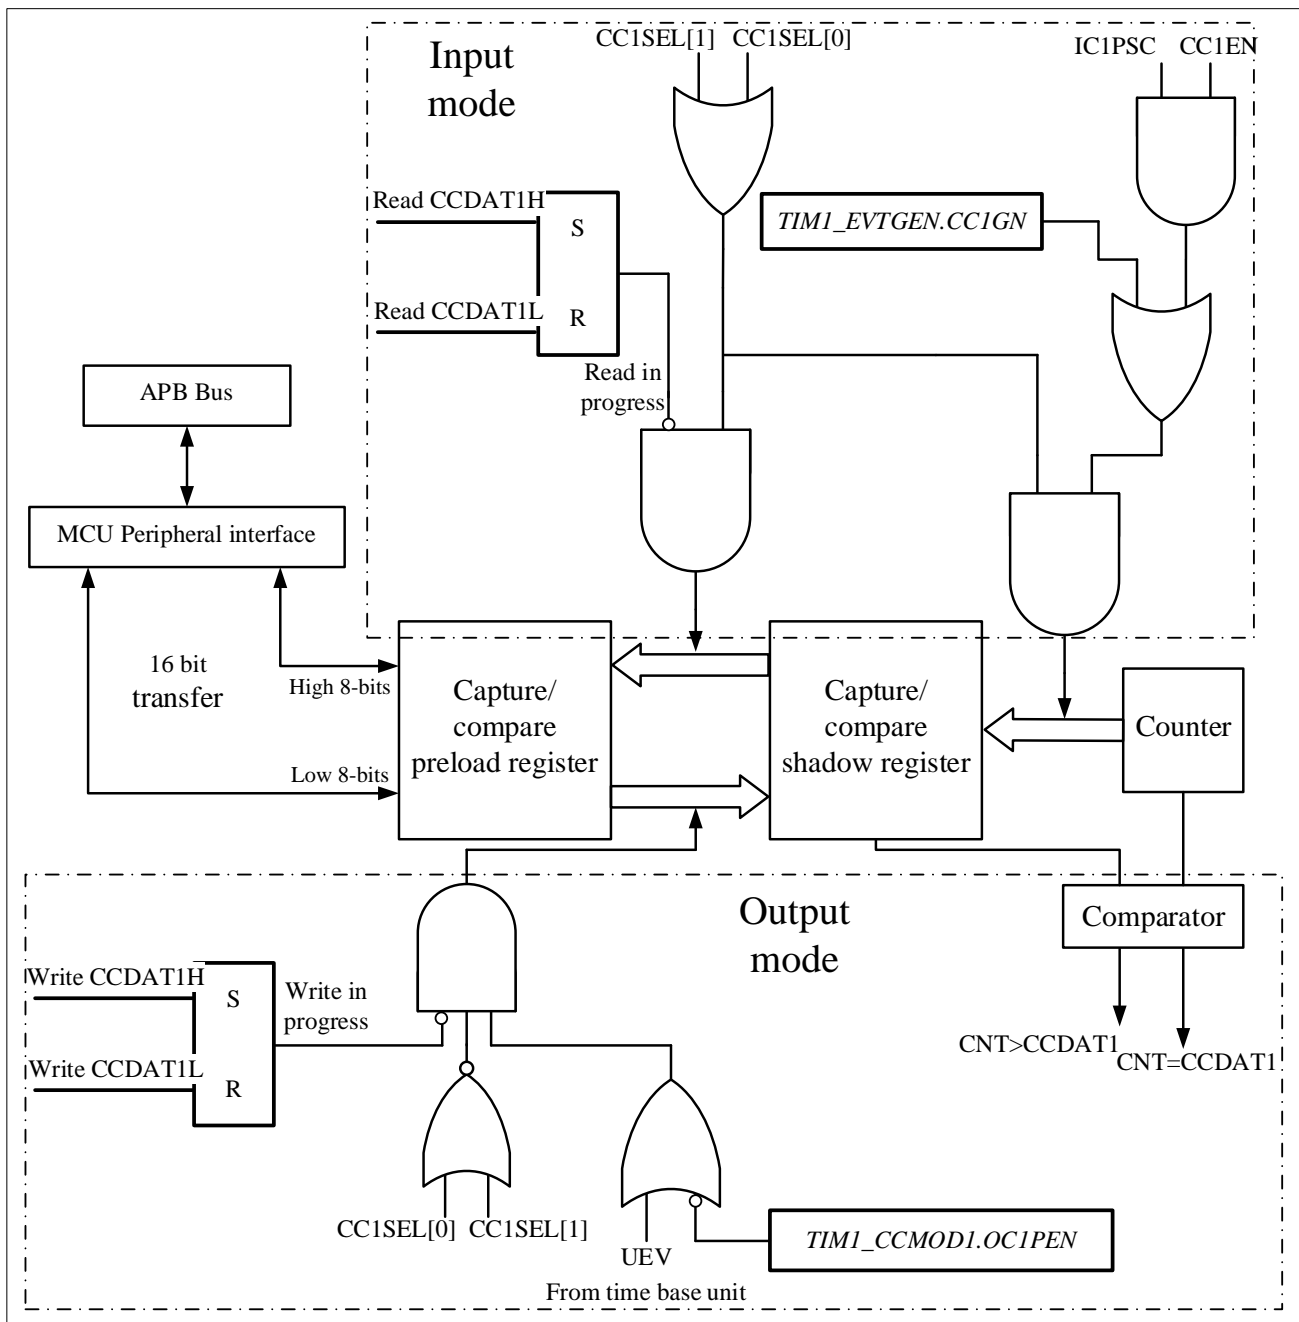 CC1SEL[1] CC1SEL[0]
IC1PSC CC1EN
Input
mode
Read CCDAT1H
S
TIM1_EVTGEN.CC1GN
Read CCDAT1L
R
Read in
progress
APB Bus
MCU Peripheral interface
16 bit
transfer
High 8-bits
Low 8-bits
Capture/
compare
preload register
Capture/
compare
shadow register
Counter
Output
mode
Comparator
Write CCDAT1H
S
Write in
progress
Write CCDAT1L
R
CNT>CCDAT1
CNT=CCDAT1
CC1SEL[0] CC1SEL[1]
UEV
TIM1_CCMOD1.OC1PEN
From time base unit